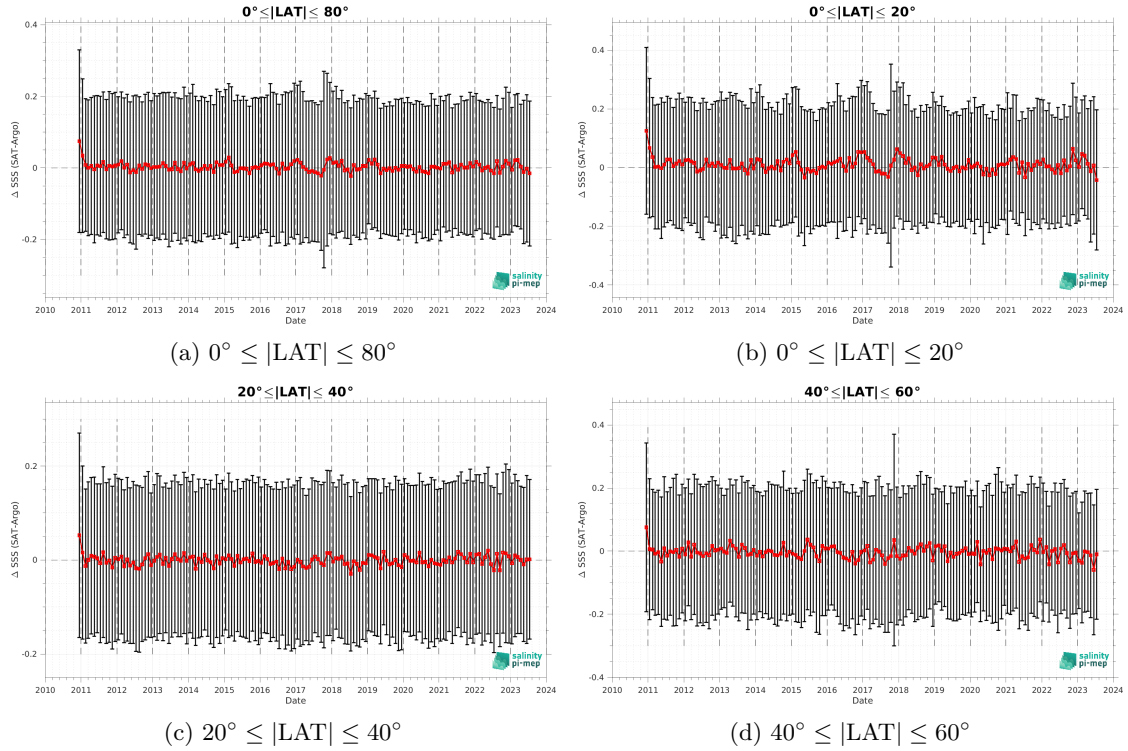 0°≤|LAT|≤ 80°
0.4
0.2
0
-0.2
Δ SSS (SAT-Argo)
2010 2011 2012 2013 2014 2015 2016 2017 2018 2019 2020 2021 2022 2023 2024
Date
salinity
pi-mep
(a) 0° ≤ |LAT| ≤ 80°
0°≤|LAT|≤ 20°
0.4
0.2
0
-0.2
-0.4
Δ SSS (SAT-Argo)
2010 2011 2012 2013 2014 2015 2016 2017 2018 2019 2020 2021 2022 2023 2024
Date
salinity
pi-mep
(b) 0° ≤ |LAT| ≤ 20°
20°≤|LAT|≤ 40°
0.2
0
-0.2
Δ SSS (SAT-Argo)
2010 2011 2012 2013 2014 2015 2016 2017 2018 2019 2020 2021 2022 2023 2024
Date
salinity
pi-mep
(c) 20° ≤ |LAT| ≤ 40°
40°≤|LAT|≤ 60°
0.4
0.2
0
-0.2
-0.4
Δ SSS (SAT-Argo)
2010 2011 2012 2013 2014 2015 2016 2017 2018 2019 2020 2021 2022 2023 2024
Date
salinity
pi-mep
(d) 40° ≤ |LAT| ≤ 60°